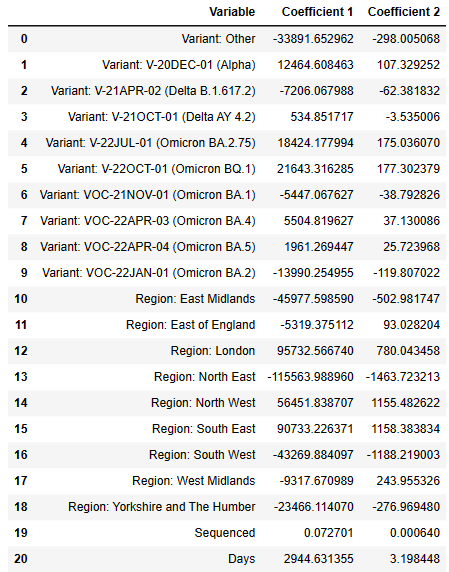 Variable Coefficient 1 Coefficient 2
0 Variant: Other -33891.652962 -298.005068
1 Variant: V-20DEC-01 (Alpha) 12464.608463 107.329252
2 Variant: V-21APR-02 (Delta B.1.617.2) -7206.067988 -62.381832
3 Variant: V-21OCT-01 (Delta AY 4.2) 534.851717 -3.535006
4 Variant: V-22JUL-01 (Omicron BA.2.75) 18424.177994 175.036070
5 Variant: V-22OCT-01 (Omicron BQ.1) 21643.316285 177.302379
6 Variant: VOC-21NOV-01 (Omicron BA.1) -5447.067627 -38.792826
7 Variant: VOC-22APR-03 (Omicron BA.4) 5504.819627 37.130086
8 Variant: VOC-22APR-04 (Omicron BA.5) 1961.269447 25.723968
9 Variant: VOC-22JAN-01 (Omicron BA.2) -13990.254955 -119.807022
10 Region: East Midlands -45977.598590 -502.981747
11 Region: East of England -5319.375112 93.028204
12 Region: London 95732.566740 780.043458
13 Region: North East -115563.988960 -1463.723213
14 Region: North West 56451.838707 1155.482622
15 Region: South East 90733.226371 1158.383834
16 Region: South West -43269.884097 -1188.219003
17 Region: West Midlands -9317.670989 243.955326
18 Region: Yorkshire and The Humber -23466.114070 -276.969480
19 Sequenced 0.072701 0.000640
20 Days 2944.631355 3.198448